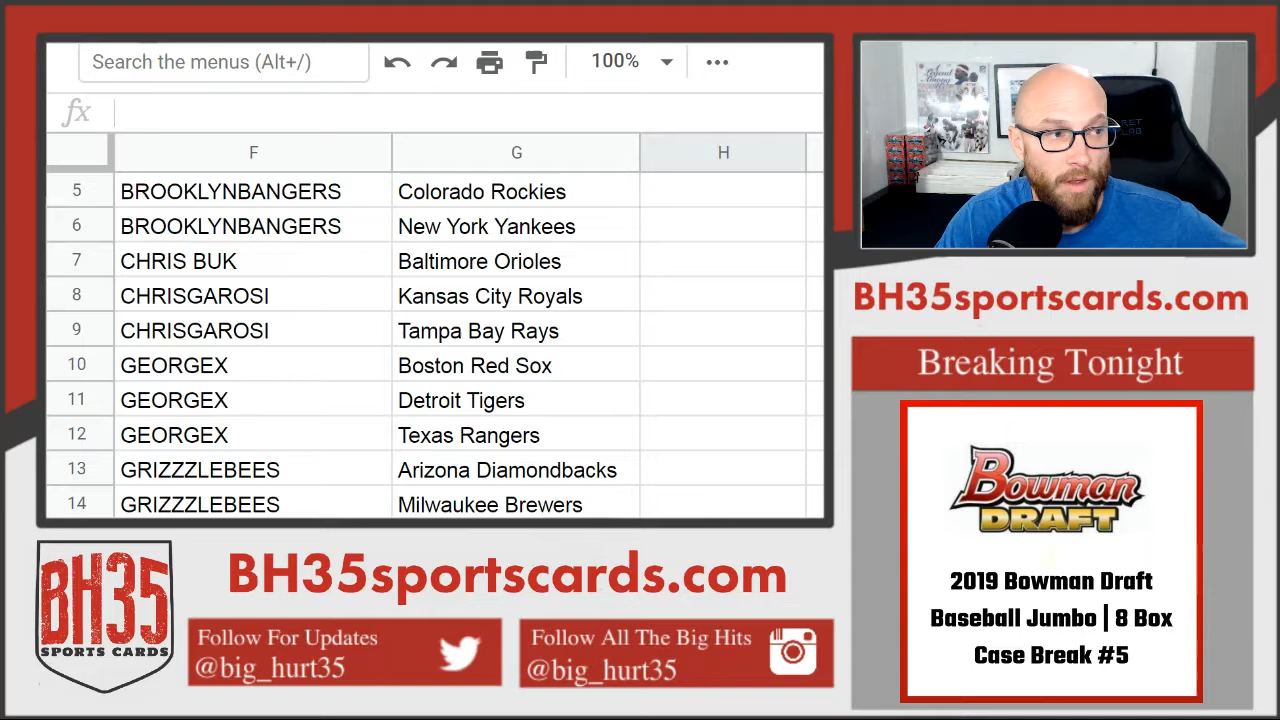 Search the menus (Alt+/)
100%
fx
F G H
5 BROOKLYNBANGERS Colorado Rockies
6 BROOKLYNBANGERS New York Yankees
7 CHRIS BUK Baltimore Orioles
8 CHRISGAROSI Kansas City Royals
9 CHRISGAROSI Tampa Bay Rays
10 GEORGEX Boston Red Sox
11 GEORGEX Detroit Tigers
12 GEORGEX Texas Rangers
13 GRIZZZLEBEES Arizona Diamondbacks
14 GRIZZZLEBEES Milwaukee Brewers
BH35sportscards.com
Breaking Tonight
Bowman
DRAFT
2019 Bowman Draft
Baseball Jumbo | 8 Box
Case Break #5
BH35
SPORTS CARDS
BH35sportscards.com
Follow For Updates
@big_hurt35
Follow All The Big Hits
@big_hurt35